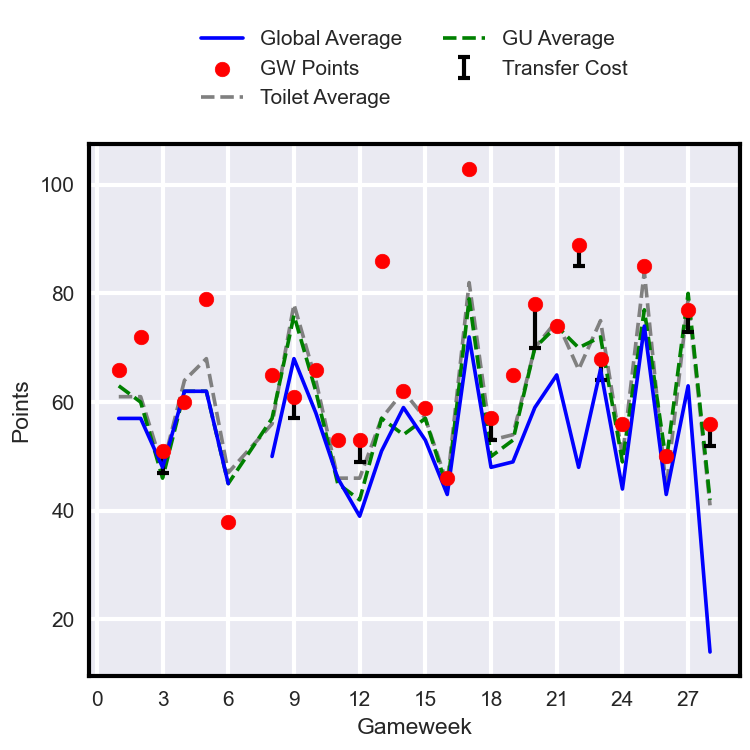 Global Average
GW Points
Toilet Average
GU Average
Transfer Cost
100
80
60
40
20
Points
0 3 6 9 12 15 18 21 24 27
Gameweek